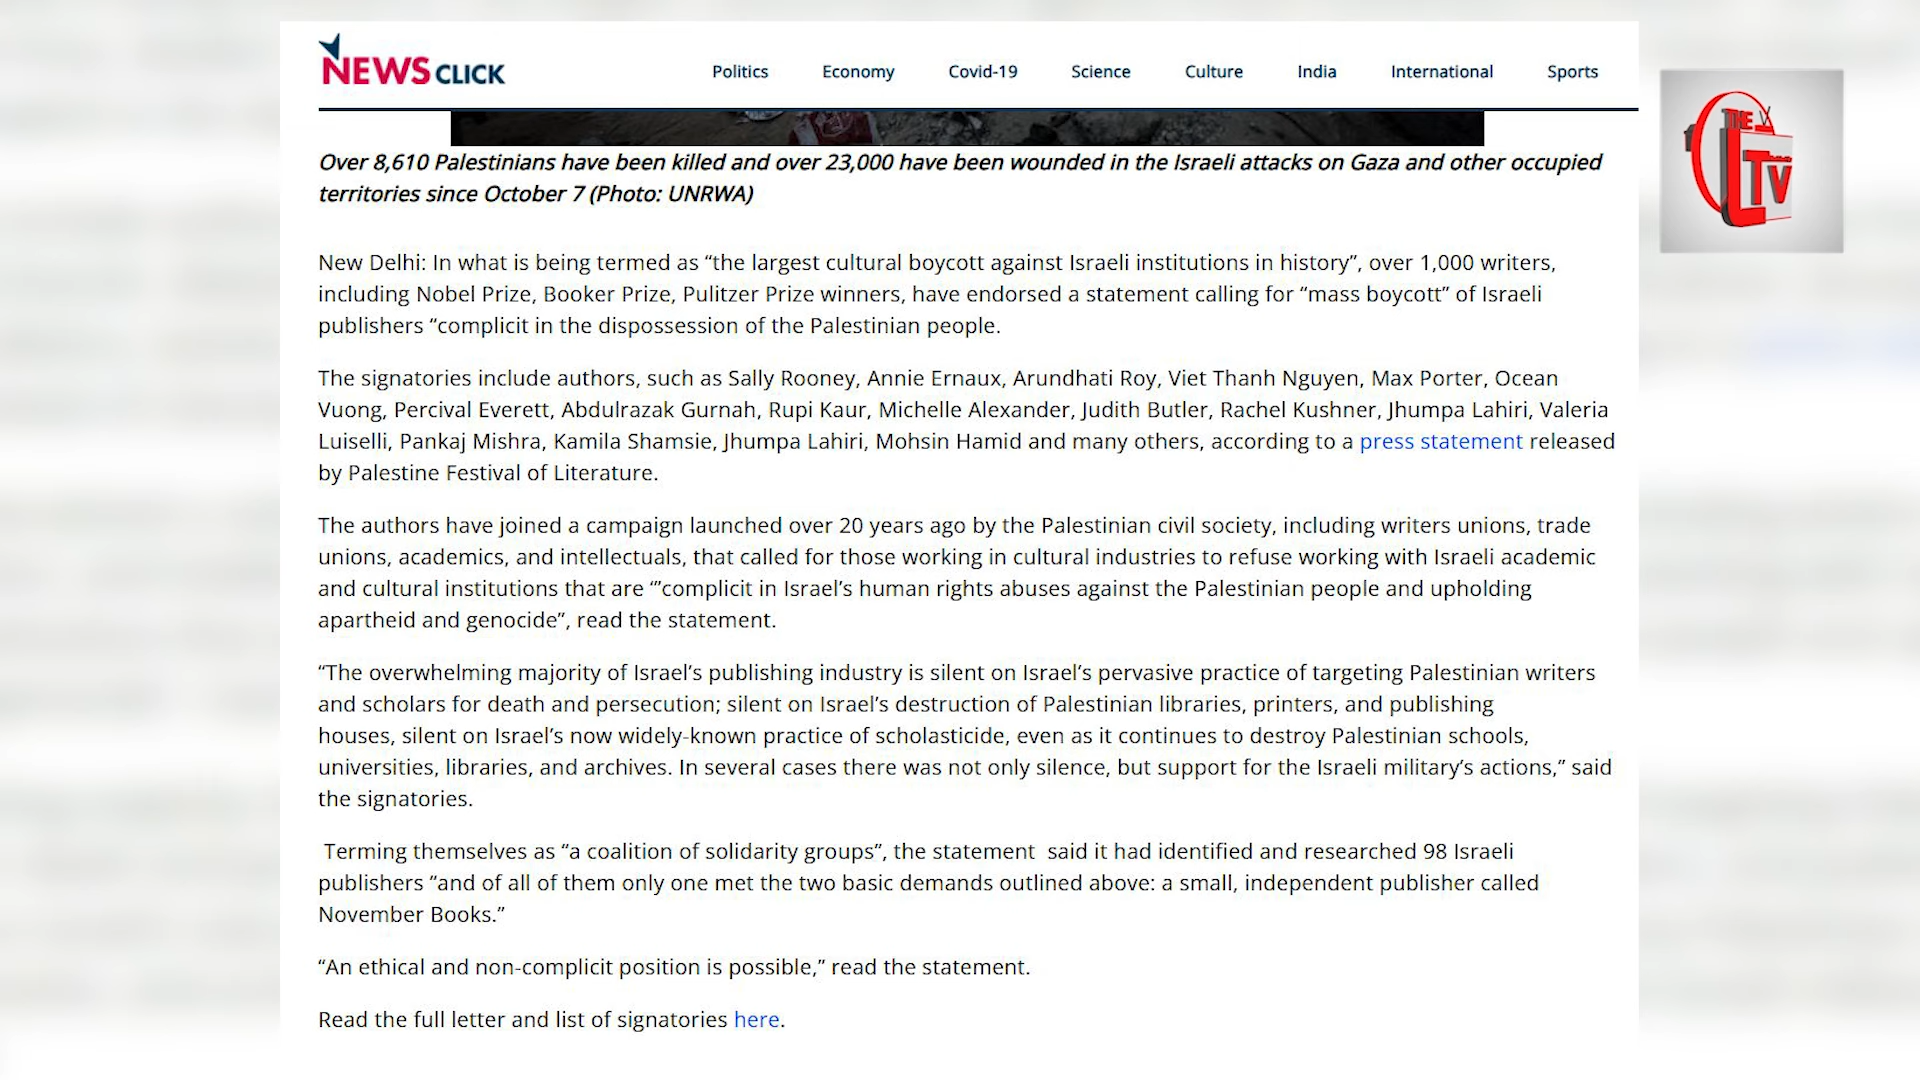 NEWSCLICK
Politics Economy Covid-19 Science Culture India International Sports
THE
LTV
Over 8,610 Palestinians have been killed and over 23,000 have been wounded in the Israeli attacks on Gaza and other occupied
territories since October 7 (Photo: UNRWA)
New Delhi: In what is being termed as “the largest cultural boycott against Israeli institutions in history”, over 1,000 writers,
including Nobel Prize, Booker Prize, Pulitzer Prize winners, have endorsed a statement calling for “mass boycott” of Israeli
publishers “complicit in the dispossession of the Palestinian people.
The signatories include authors, such as Sally Rooney, Annie Ernaux, Arundhati Roy, Viet Thanh Nguyen, Max Porter, Ocean
Vuong, Percival Everett, Abdulrazak Gurnah, Rupi Kaur, Michelle Alexander, Judith Butler, Rachel Kushner, Jhumpa Lahiri, Valeria
Luiselli, Pankaj Mishra, Kamila Shamsie, Jhumpa Lahiri, Mohsin Hamid and many others, according to a press statement released
by Palestine Festival of Literature.
The authors have joined a campaign launched over 20 years ago by the Palestinian civil society, including writers unions, trade
unions, academics, and intellectuals, that called for those working in cultural industries to refuse working with Israeli academic
and cultural institutions that are “’’complicit in Israel’s human rights abuses against the Palestinian people and upholding
apartheid and genocide”, read the statement.
“The overwhelming majority of Israel’s publishing industry is silent on Israel’s pervasive practice of targeting Palestinian writers
and scholars for death and persecution; silent on Israel’s destruction of Palestinian libraries, printers, and publishing
houses, silent on Israel’s now widely-known practice of scholasticide, even as it continues to destroy Palestinian schools,
universities, libraries, and archives. In several cases there was not only silence, but support for the Israeli military’s actions,” said
the signatories.
Terming themselves as “a coalition of solidarity groups”, the statement said it had identified and researched 98 Israeli
publishers “and of all of them only one met the two basic demands outlined above: a small, independent publisher called
November Books.”
“An ethical and non-complicit position is possible,” read the statement.
Read the full letter and list of signatories here.